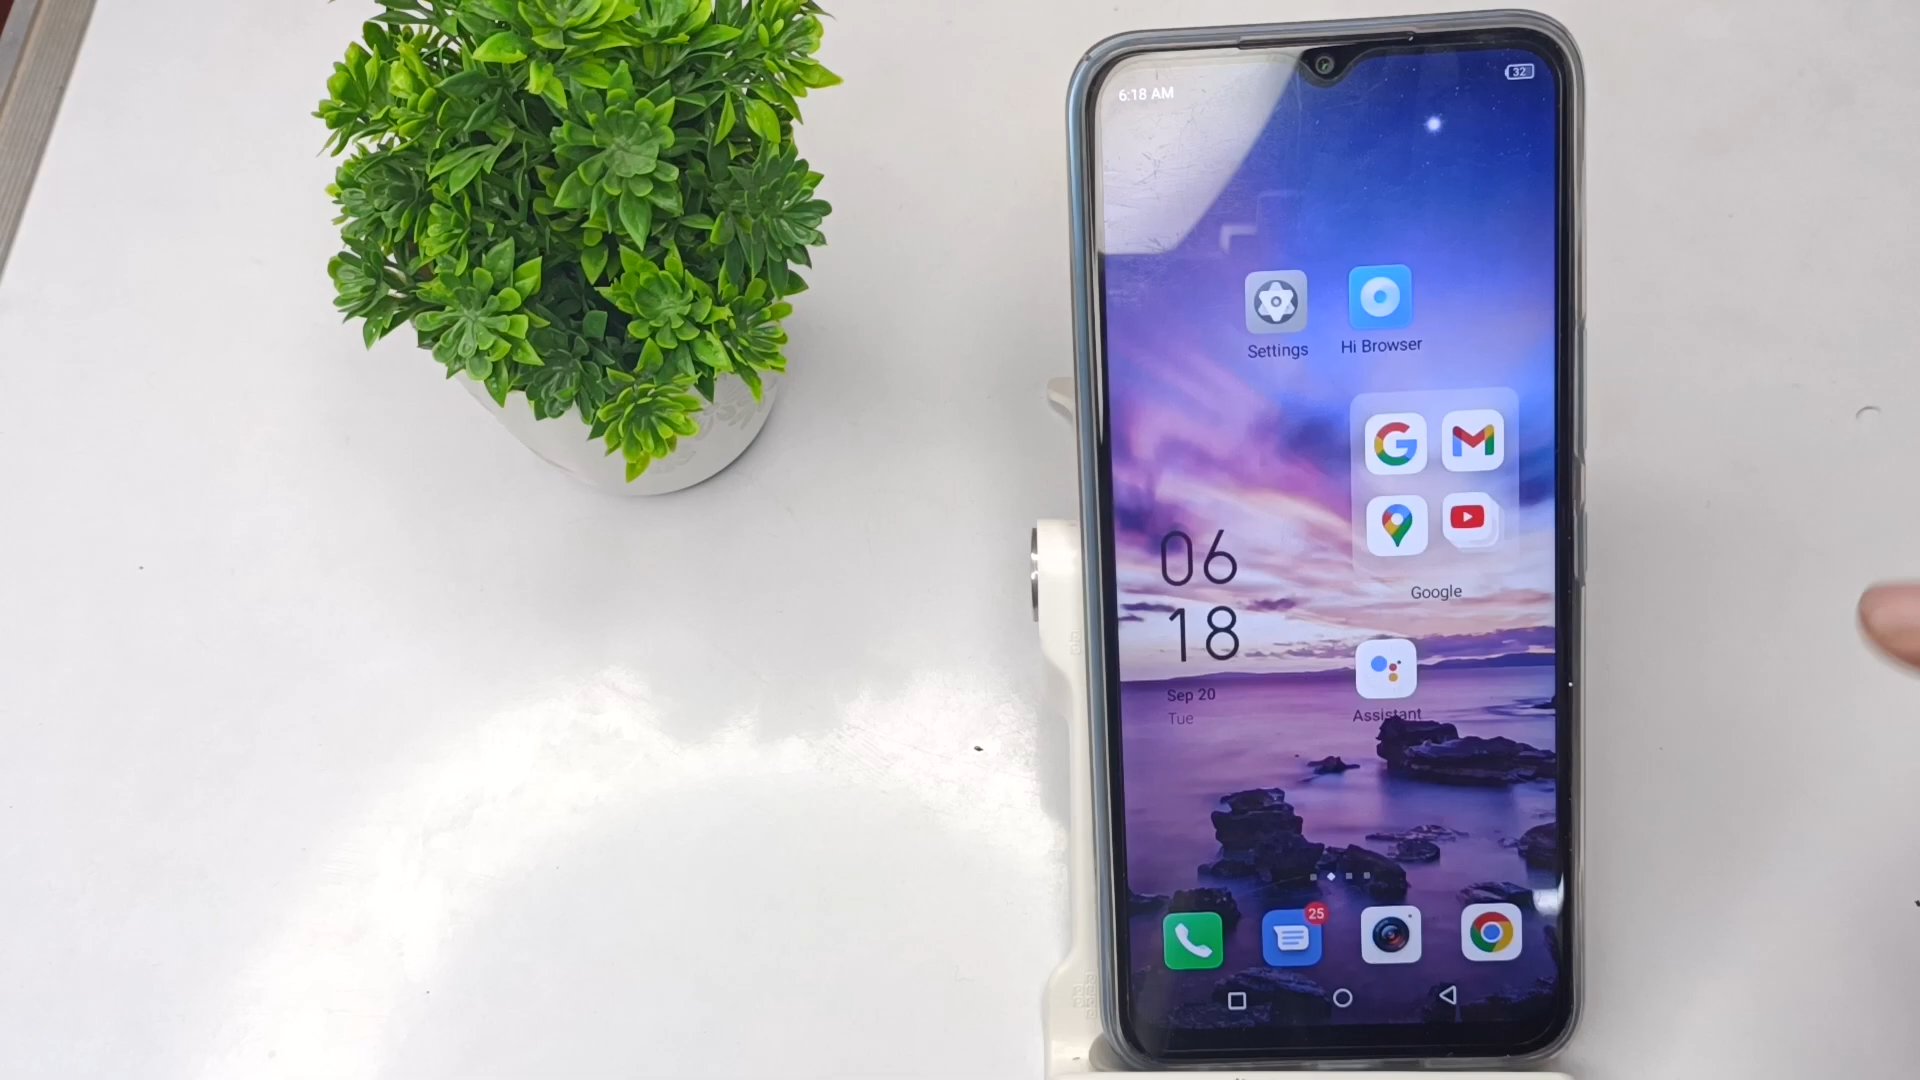 6:18 AM
32
Settings
Hi Browser
Google
06
18
Sep 20
Tue
Assistant
25